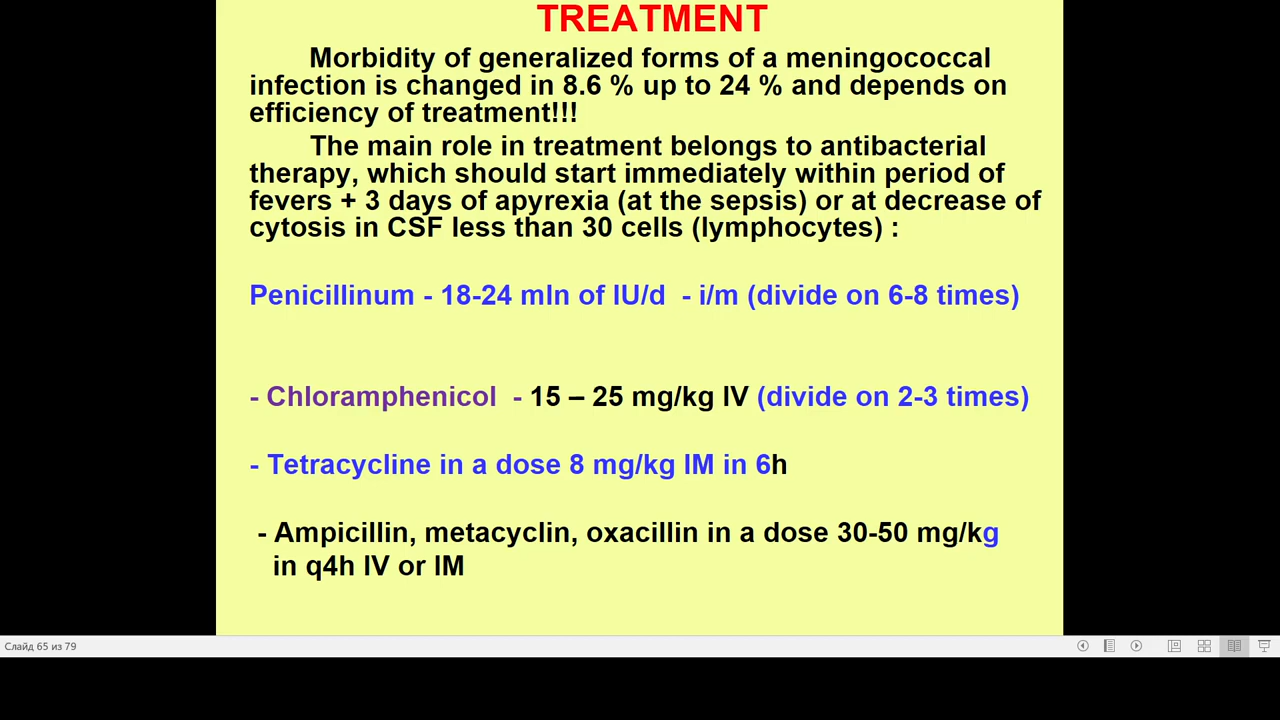 TREATMENT
Morbidity of generalized forms of a meningococcal
infection is changed in 8.6 % up to 24 % and depends on
efficiency of treatment!!!
The main role in treatment belongs to antibacterial
therapy, which should start immediately within period of
fevers + 3 days of apyrexia (at the sepsis) or at decrease of
cytosis in CSF less than 30 cells (lymphocytes) :
Penicillinum - 18-24 mln of IU/d - i/m (divide on 6-8 times)
- Chloramphenicol - 15 – 25 mg/kg IV (divide on 2-3 times)
- Tetracycline in a dose 8 mg/kg IM in 6h
- Ampicillin, metacyclin, oxacillin in a dose 30-50 mg/kg
in q4h IV or IM
Слайд 65 из 79